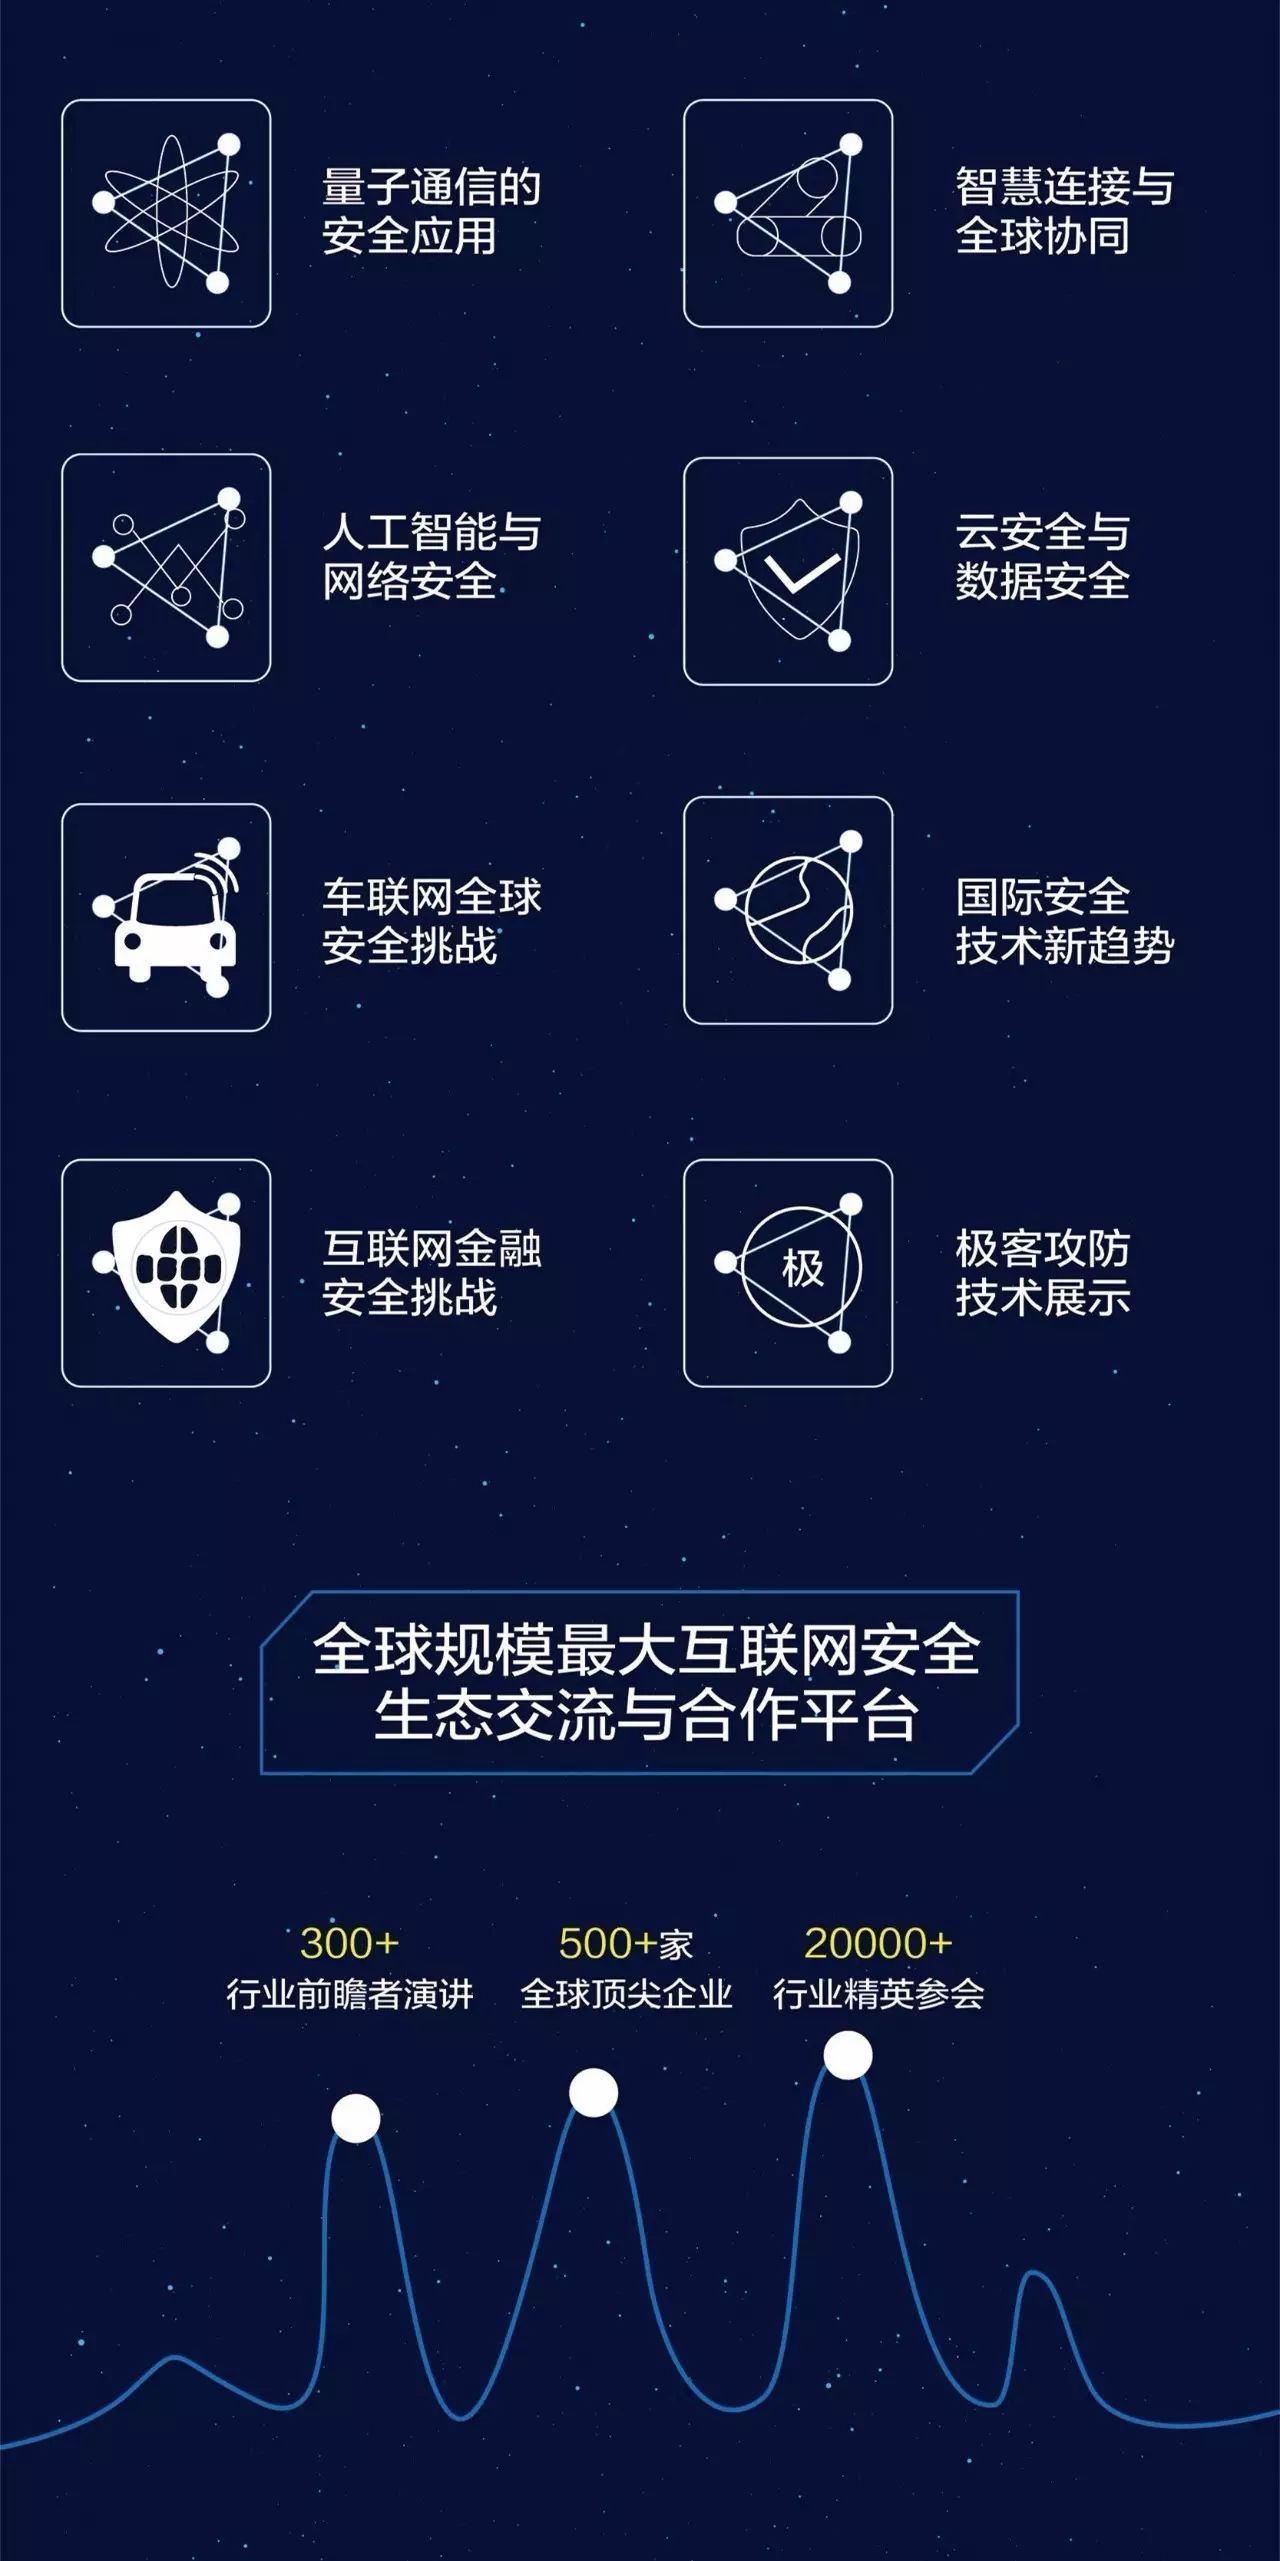 量子通信的
安全应用
智慧连接与
全球协同
人工智能与
网络安全
云安全与
数据安全
车联网全球
安全挑战
国际安全
技术新趋势
互联网金融
安全挑战
极
极客攻防
技术展示
全球规模最大互联网安全
生态交流与合作平台
300+
行业前瞻者演讲
500+家
全球顶尖企业
20000+
行业精英参会